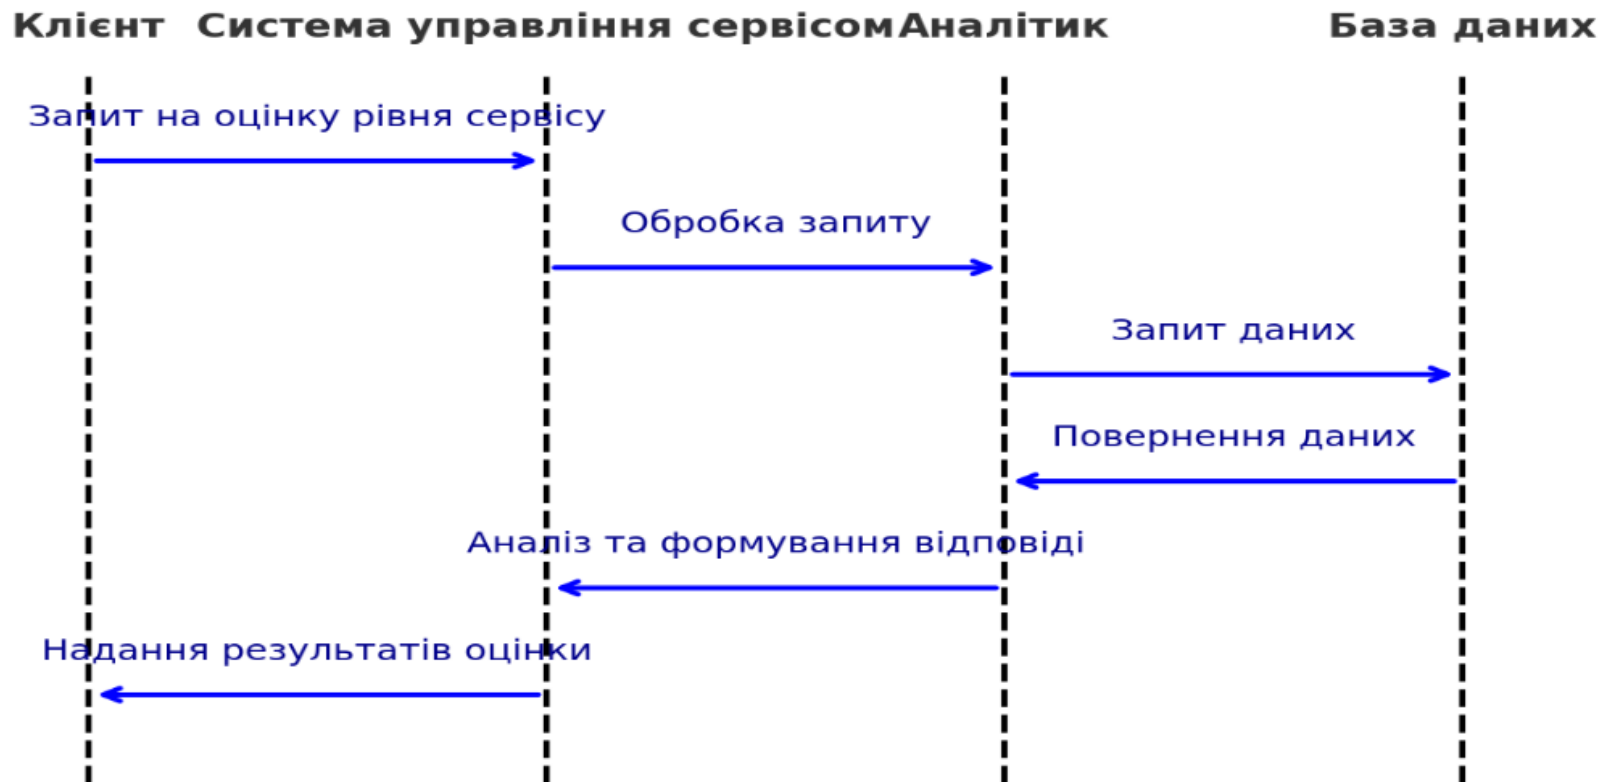 Клієнт Система управління сервісом Аналітик База даних
Запит на оцінку рівня сервісу
Обробка запиту
Запит даних
Повернення даних
Аналіз та формування відповіді
Надання результатів оцінки